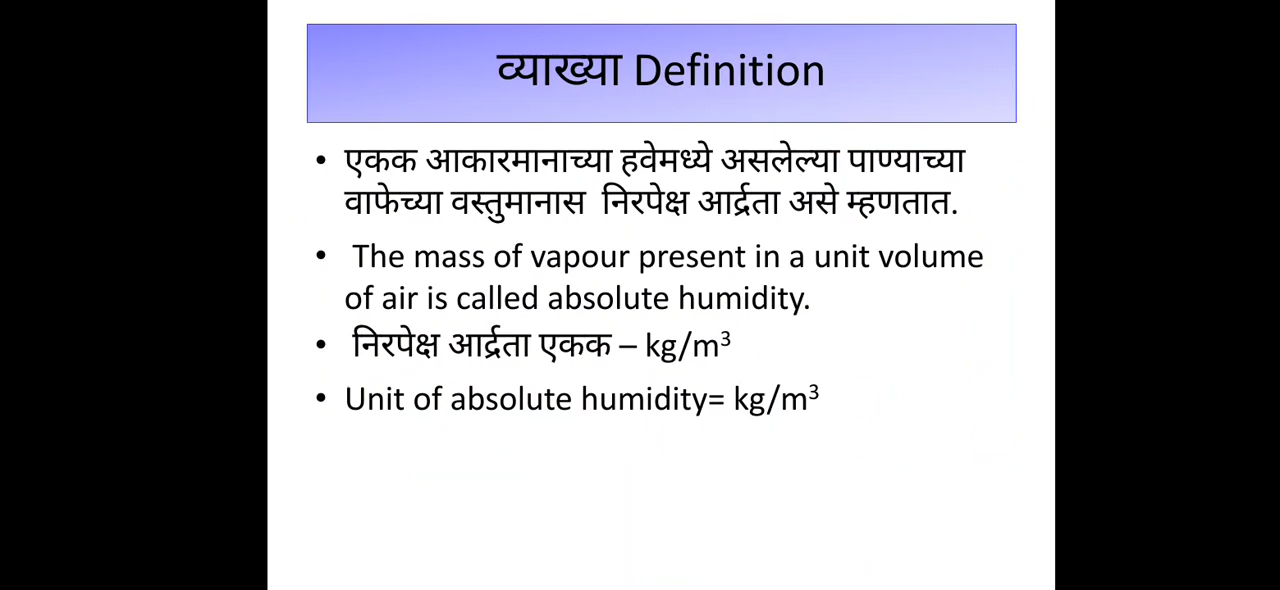 व्याख्या Definition
• एकक आकारमानाच्या हवेमध्ये असलेल्या पाण्याच्या
वाफेच्या वस्तुमानास निरपेक्ष आर्द्रता असे म्हणतात.
• The mass of vapour present in a unit volume
of air is called absolute humidity.
• निरपेक्ष आर्द्रता एकक – kg/m³
• Unit of absolute humidity= kg/m³